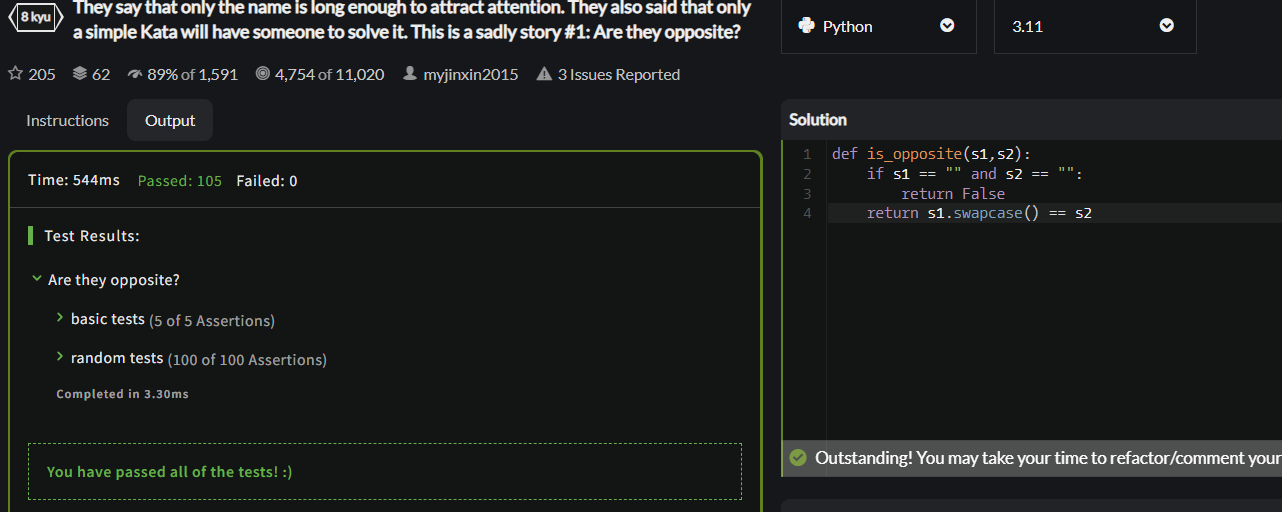 8 kyu
They say that only the name is long enough to attract attention. They also said that only
a simple Kata will have someone to solve it. This is a sadly story #1: Are they opposite?
205 62 89% of 1,591 4,754 of 11,020 myjinxin2015 3 Issues Reported
Instructions Output
Time: 544ms Passed: 105 Failed: 0
Test Results:
Are they opposite?
basic tests (5 of 5 Assertions)
random tests (100 of 100 Assertions)
Completed in 3.30ms
You have passed all of the tests! :)
Python 3.11
Solution
1 def is_opposite(s1,s2):
2     if s1 == "" and s2 == "":
3         return False
4     return s1.swapcase() == s2
Outstanding! You may take your time to refactor/comment your